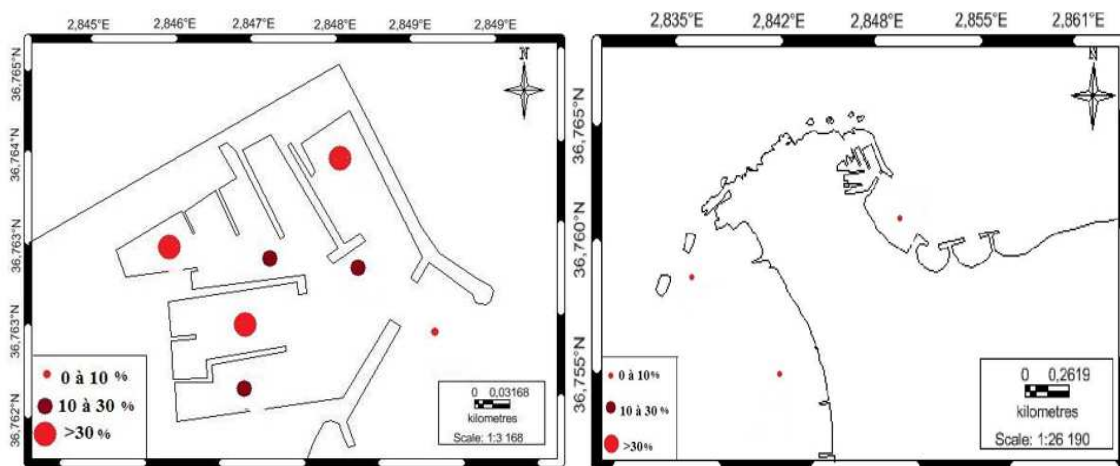 2,845°E 2,846°E 2,847°E 2,848°E 2,849°E 2,849°E
36,765°N
36,764°N
36,763°N
36,763°N
36,762°N
N
0 à 10 %
10 à 30 %
>30 %
0 0,03168
kilometres
Scale: 1:3 168
2,835°E 2,842°E 2,848°E 2,855°E 2,861°E
36,765°N
36,760°N
36,755°N
N
0 à 10%
10 à 30 %
>30%
0 0,2619
kilometres
Scale: 1:26 190